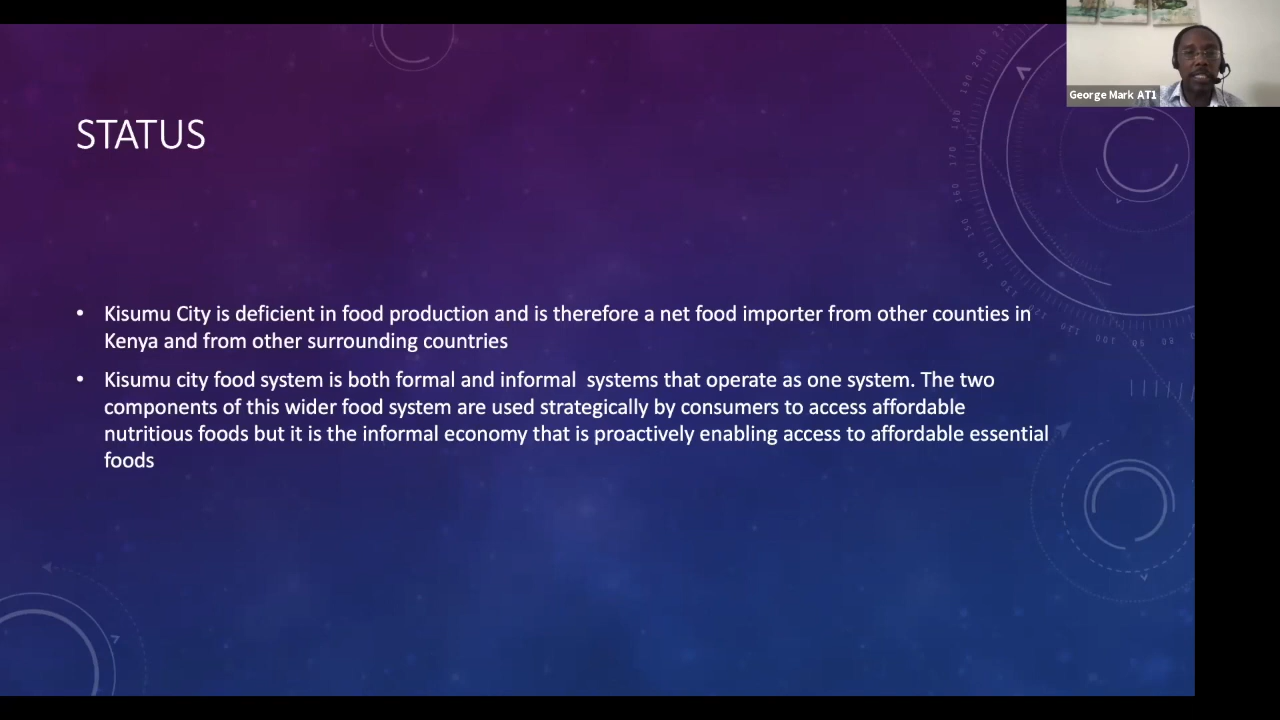 George Mark AT1
STATUS
• Kisumu City is deficient in food production and is therefore a net food importer from other counties in
Kenya and from other surrounding countries
• Kisumu city food system is both formal and informal  systems that operate as one system. The two
components of this wider food system are used strategically by consumers to access affordable
nutritious foods but it is the informal economy that is proactively enabling access to affordable essential
foods